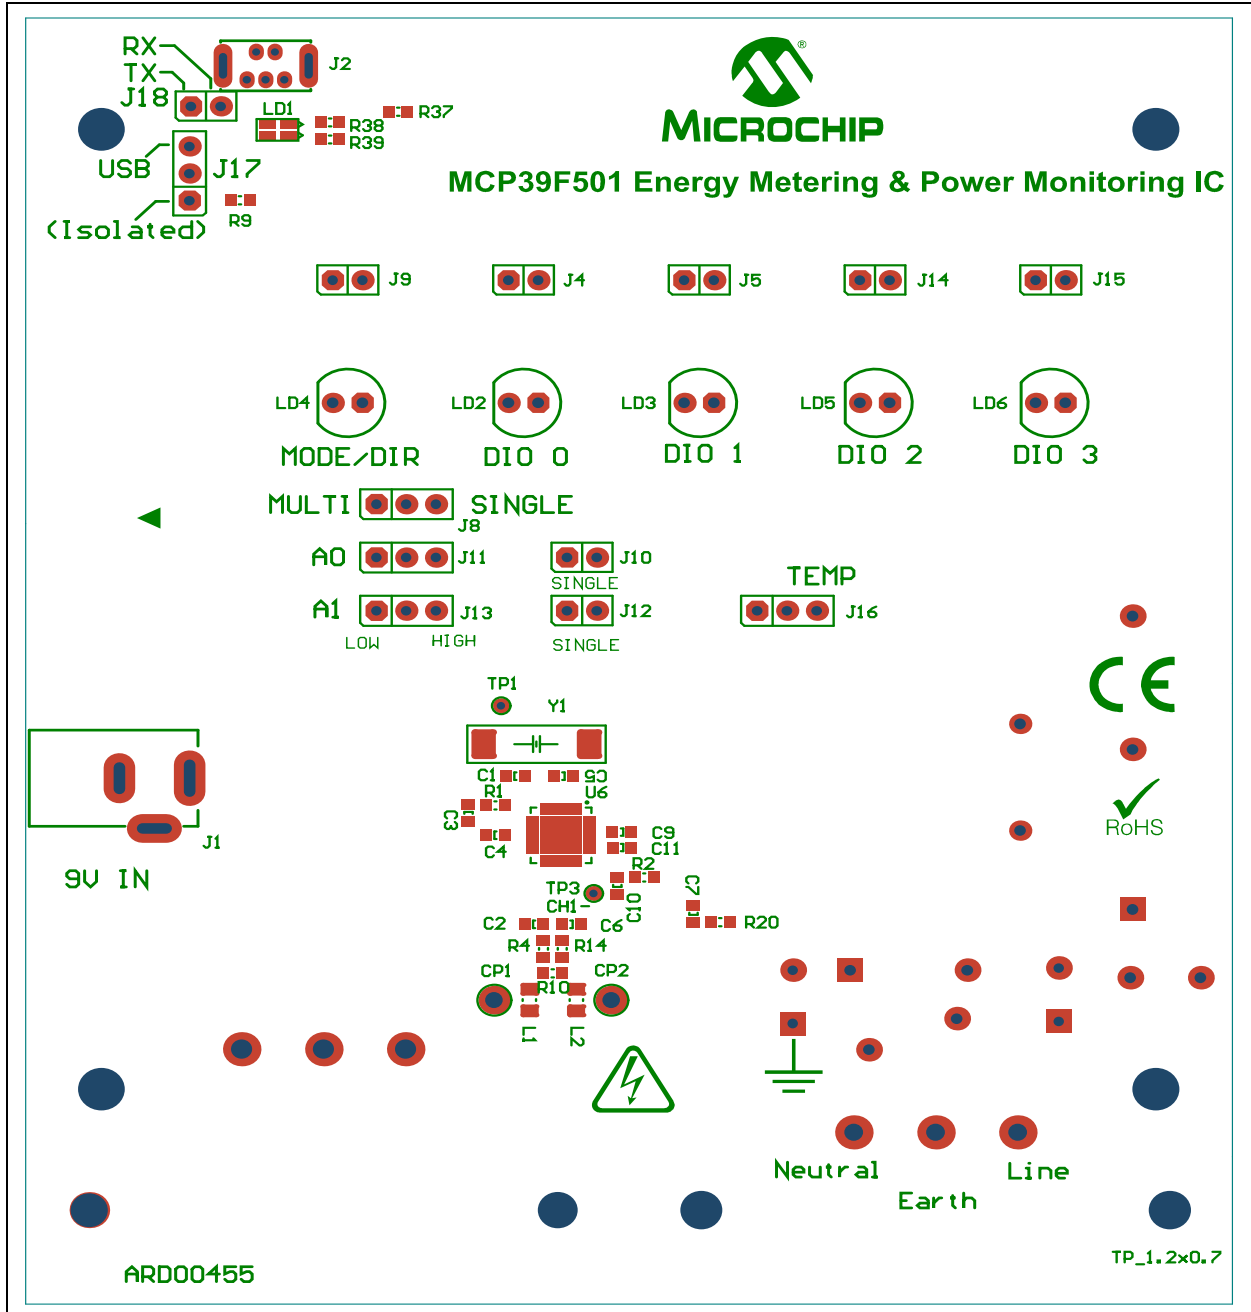 RX
TX
J18
J2
LD1
R37
R38
R39
USB
J17
(Isolated)
R9
®
MICROCHIP
MCP39F501 Energy Metering & Power Monitoring IC
J9
J4
J5
J14
J15
LD4
LD2
LD3
LD5
LD6
MODE/DIR
DIO 0
DIO 1
DIO 2
DIO 3
MULTI
SINGLE
J8
A0
J11
J10
SINGLE
TEMP
A1
J13
J12
J16
LOW
HIGH
SINGLE
TP1
Y1
CE
C1
C5
R1
U6
C3
C4
C9
C11
R2
RoHS
J1
9V IN
TP3
CH1-
C10
C7
R20
C2
C6
R4
R14
CP1
CP2
R10
L1
L2
Neutral
Line
Earth
ARD00455
TP_1.2x0.7